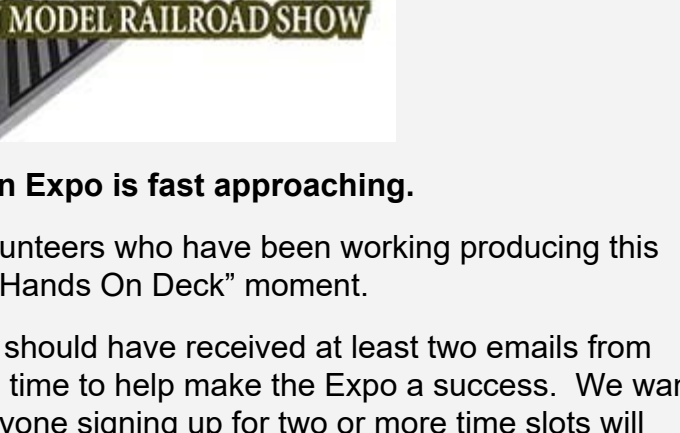 MODEL RAILROAD SHOW
n Expo is fast approaching.
unteers who have been working producing this
Hands On Deck” moment.
should have received at least two emails from
time to help make the Expo a success.  We wan
yone signing up for two or more time slots will